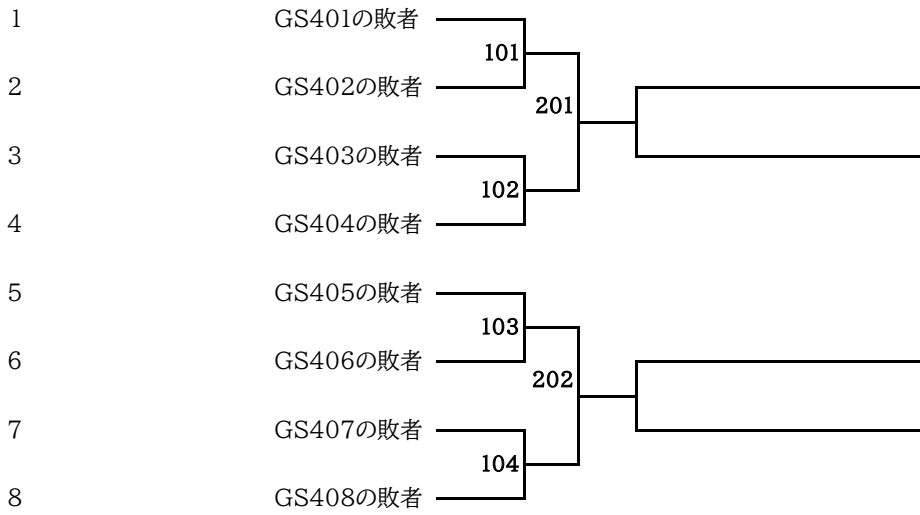 1 GS401の敗者
101
2 GS402の敗者
201
3 GS403の敗者
102
4 GS404の敗者
5 GS405の敗者
103
6 GS406の敗者
202
7 GS407の敗者
104
8 GS408の敗者